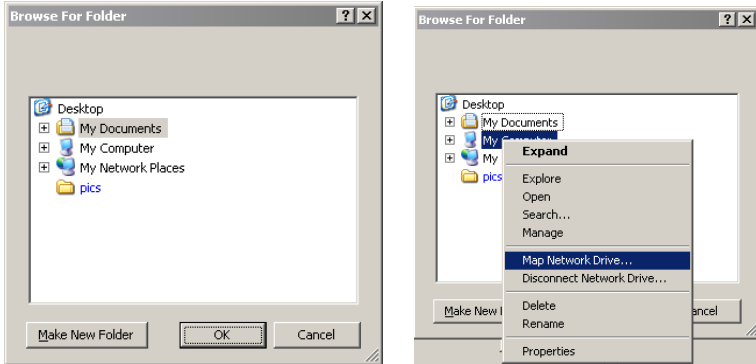 Browse For Folder
Desktop
My Documents
My Computer
My Network Places
pics
Make New Folder
OK
Cancel
Browse For Folder
Desktop
My Documents
My Computer
My
pics
Expand
Explore
Open
Search...
Manage
Map Network Drive...
Disconnect Network Drive...
Delete
Rename
Properties
Make New
ancel